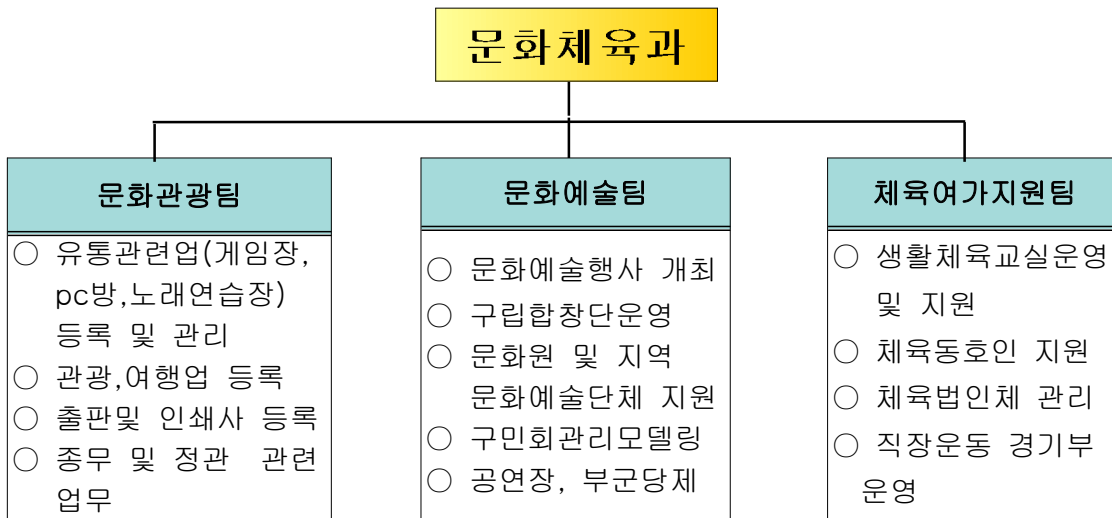 문화체육과
문화관광팀
○ 유통관련업(게임장,
pc방,노래연습장)
등록 및 관리
○ 관광,여행업 등록
○ 출판및 인쇄사 등록
○ 종무 및 정관 관련
업무
문화예술팀
○ 문화예술행사 개최
○ 구립합창단운영
○ 문화원 및 지역
문화예술단체 지원
○ 구민회관리모델링
○ 공연장, 부군당제
체육여가지원팀
○ 생활체육교실운영
및 지원
○ 체육동호인 지원
○ 체육법인체 관리
○ 직장운동 경기부
운영